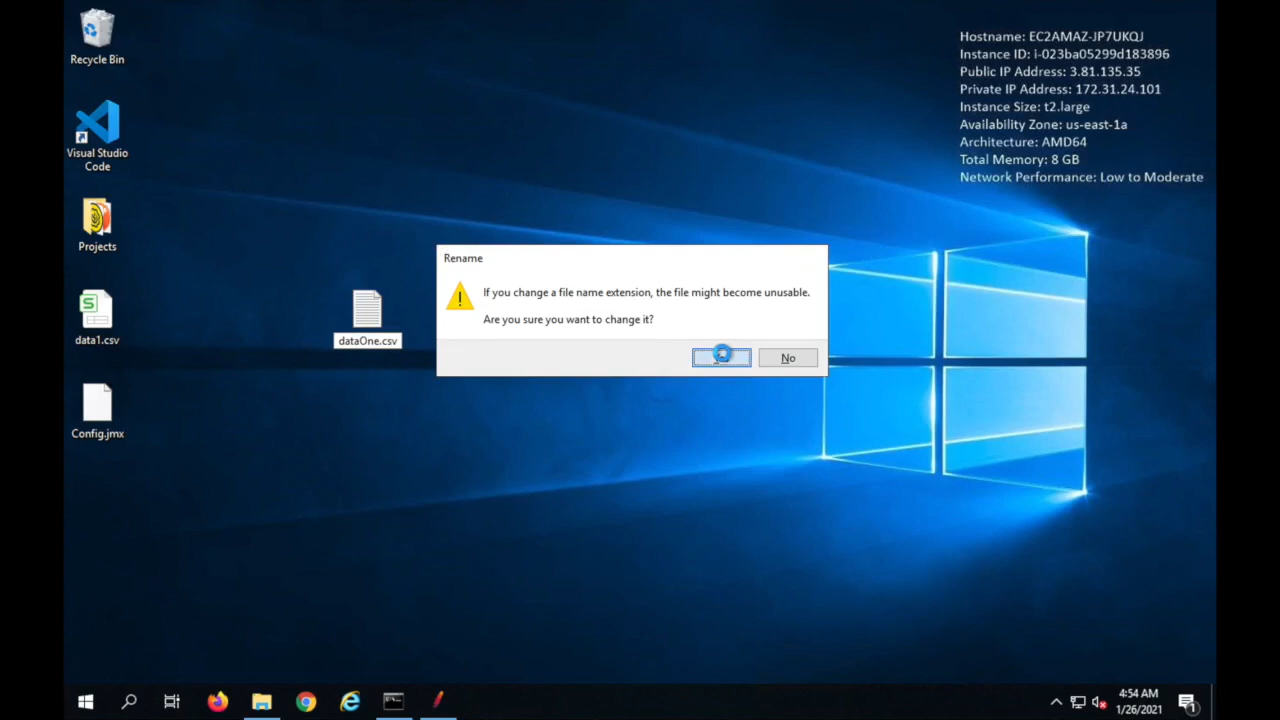 Recycle Bin
Visual Studio
Code
Projects
data1.csv
Config.jmx
dataOne.csv
Rename
If you change a file name extension, the file might become unusable.
Are you sure you want to change it?
No
Hostname: EC2AMAZ-JP7UKQJ
Instance ID: i-023ba05299d183896
Public IP Address: 3.81.135.35
Private IP Address: 172.31.24.101
Instance Size: t2.large
Availability Zone: us-east-1a
Architecture: AMD64
Total Memory: 8 GB
Network Performance: Low to Moderate
4:54 AM
1/26/2021
1